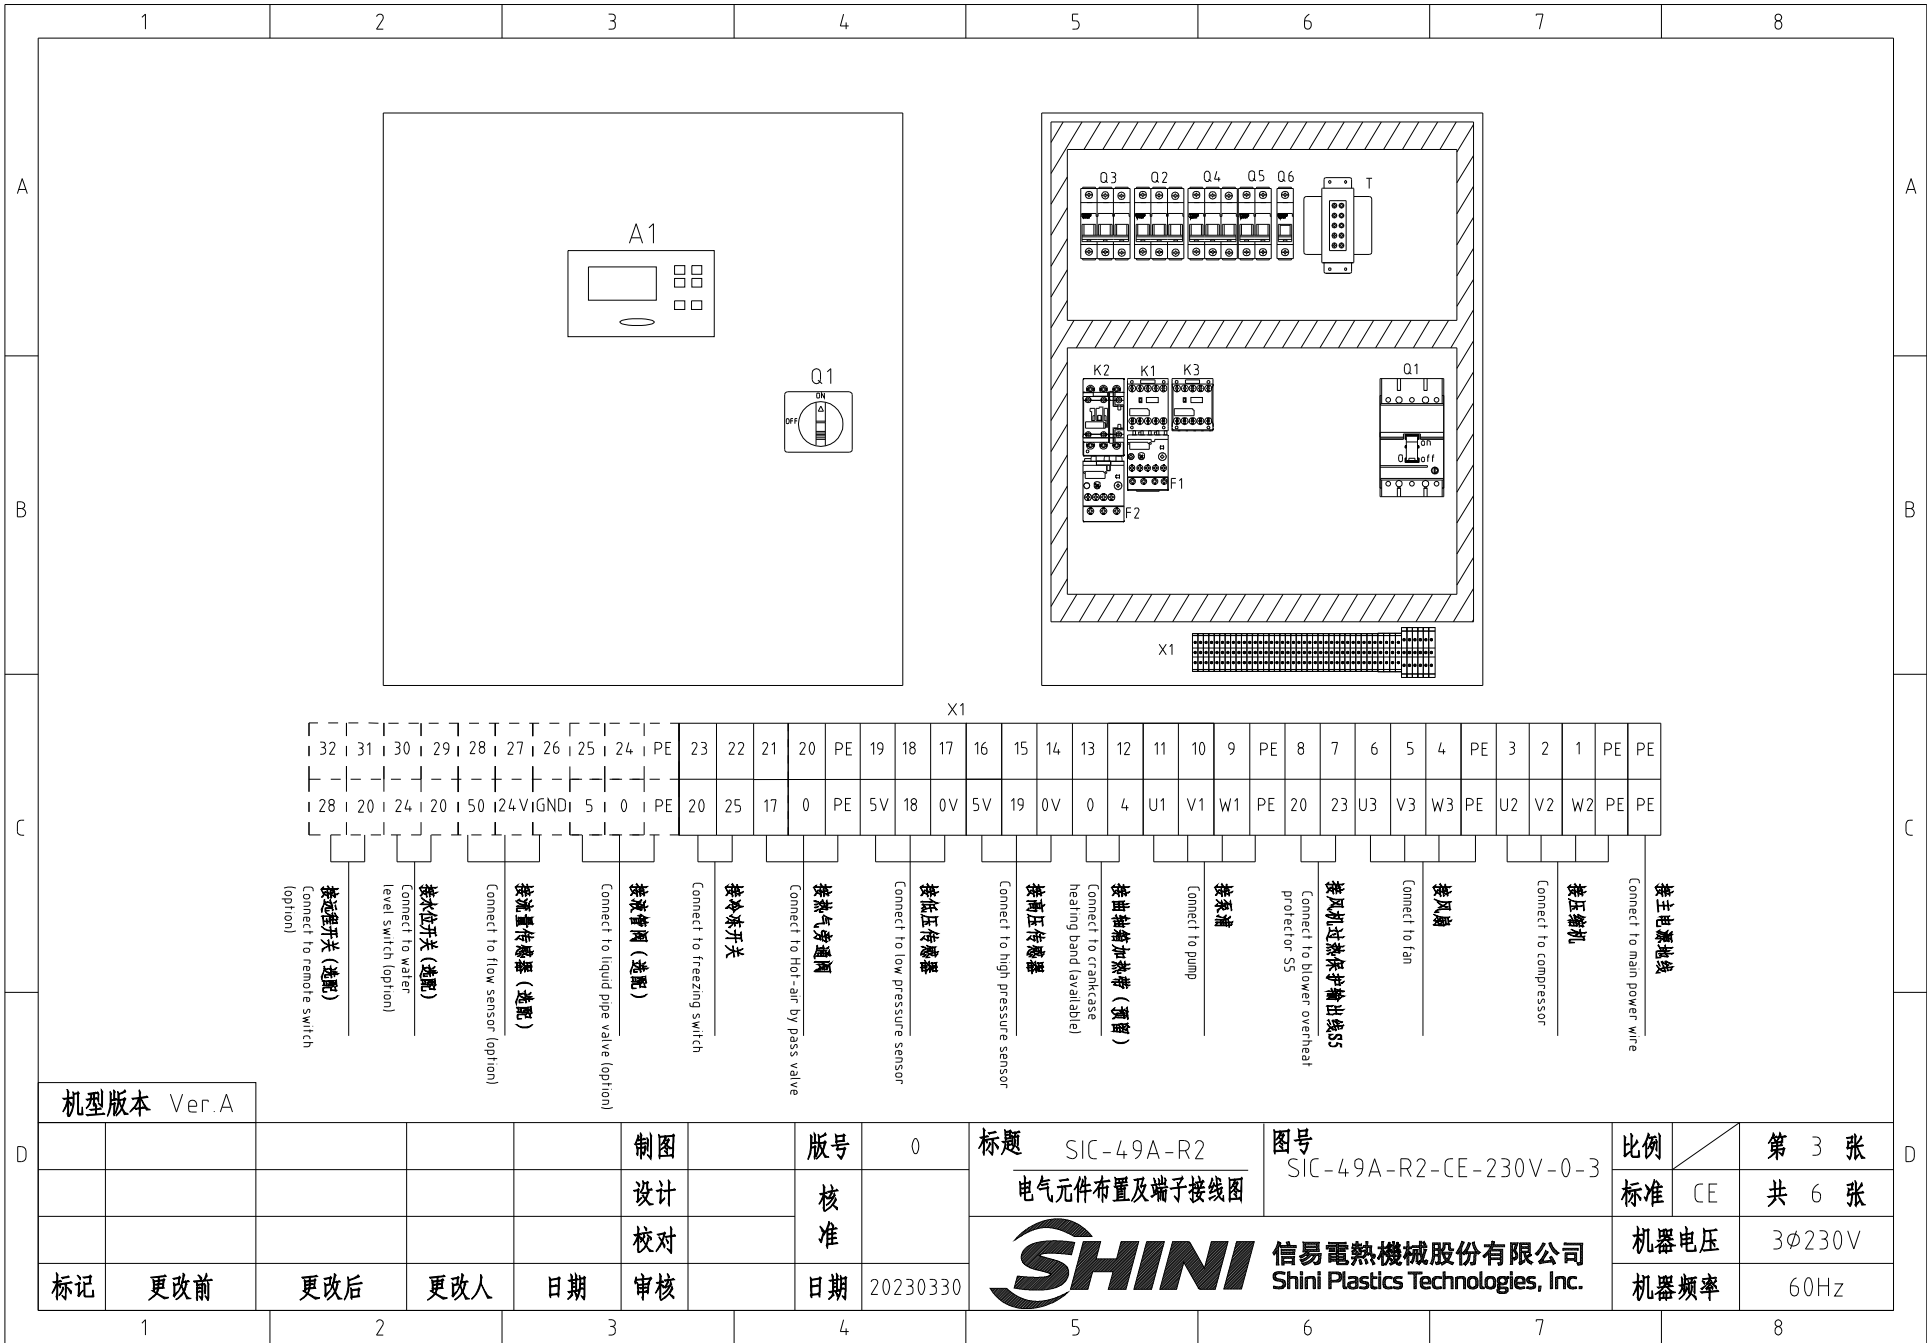 1 2 3 4 5 6 7 8
A A
A1
Q1
ON
OFF
Q3 Q2 Q4 Q5 Q6 T
K2 K1 K3 Q1
on
O off
F1
F2
X1
B B
X1
32 31 30 29 28 27 26 25 24 PE 23 22 21 20 PE 19 18 17 16 15 14 13 12 11 10 9 PE 8 7 6 5 4 PE 3 2 1 PE PE
28 20 24 20 50 24V GND 5 0 PE 20 25 17 0 PE 5V 18 0V 5V 19 0V 0 4 U1 V1 W1 PE 20 23 U3 V3 W3 PE U2 V2 W2 PE PE
C C
接远程开关（选配）
Connect to remote switch
(option)
接水位开关（选配）
Connect to water
level switch (option)
接流量传感器（选配）
Connect to flow sensor (option)
接液管阀（选配）
Connect to liquid pipe valve (option)
接冷冻开关
Connect to freezing switch
接热气旁通阀
Connect to Hot-air by pass valve
接低压传感器
Connect to low pressure sensor
接高压传感器
Connect to high pressure sensor
接曲轴箱加热带（预留）
Connect to crankcase
heating band (available)
接泵浦
Connect to pump
接风机过热保护输出线S5
Connect to blower overheat
protector S5
接风扇
Connect to fan
接压缩机
Connect to compressor
接主电源地线
Connect to main power wire
机型版本 Ver.A
D D
制图 版号 0
设计 核准
校对
标记 更改前 更改后 更改人 日期 审核 日期 20230330
标题 SIC-49A-R2
电气元件布置及端子接线图
图号 SIC-49A-R2-CE-230V-0-3
比例 第 3 张
标准 CE 共 6 张
机器电压 3Φ230V
机器频率 60Hz
SHINI 信易電熱機械股份有限公司
Shini Plastics Technologies, Inc.
1 2 3 4 5 6 7 8